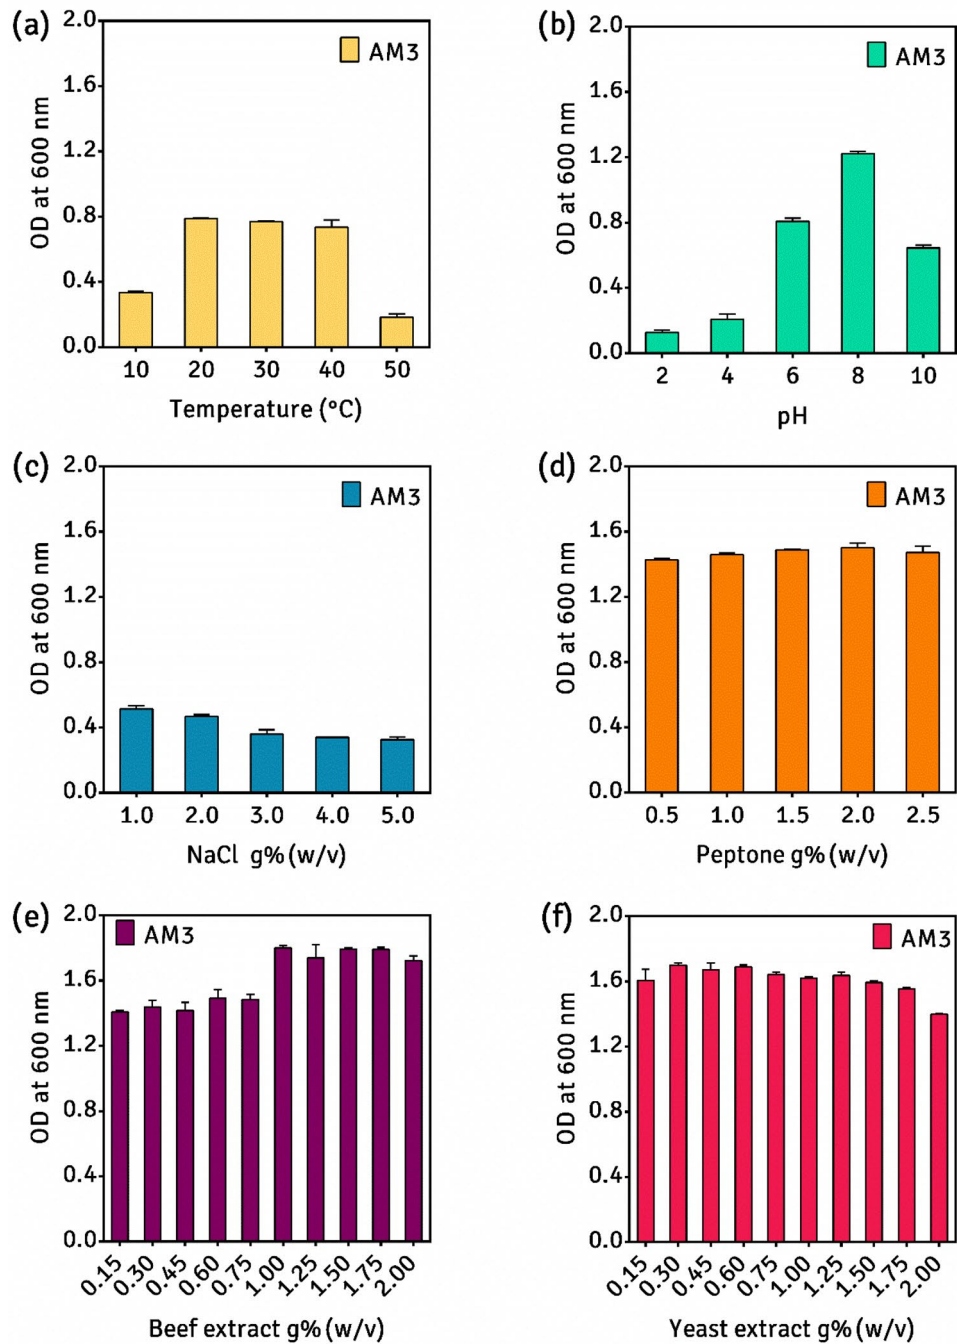 (a)
AM3
OD at 600 nm
2.0
1.6
1.2
0.8
0.4
0.0
10 20 30 40 50
Temperature (°C)
(b)
AM3
OD at 600 nm
2.0
1.6
1.2
0.8
0.4
0.0
2 4 6 8 10
pH
(c)
AM3
OD at 600 nm
2.0
1.6
1.2
0.8
0.4
0.0
1.0 2.0 3.0 4.0 5.0
NaCl g% (w/v)
(d)
AM3
OD at 600 nm
2.0
1.6
1.2
0.8
0.4
0.0
0.5 1.0 1.5 2.0 2.5
Peptone g% (w/v)
(e)
AM3
OD at 600 nm
2.0
1.6
1.2
0.8
0.4
0.0
0.15 0.30 0.45 0.60 0.75 1.00 1.25 1.50 1.75 2.00
Beef extract g% (w/v)
(f)
AM3
OD at 600 nm
2.0
1.6
1.2
0.8
0.4
0.0
0.15 0.30 0.45 0.60 0.75 1.00 1.25 1.50 1.75 2.00
Yeast extract g% (w/v)